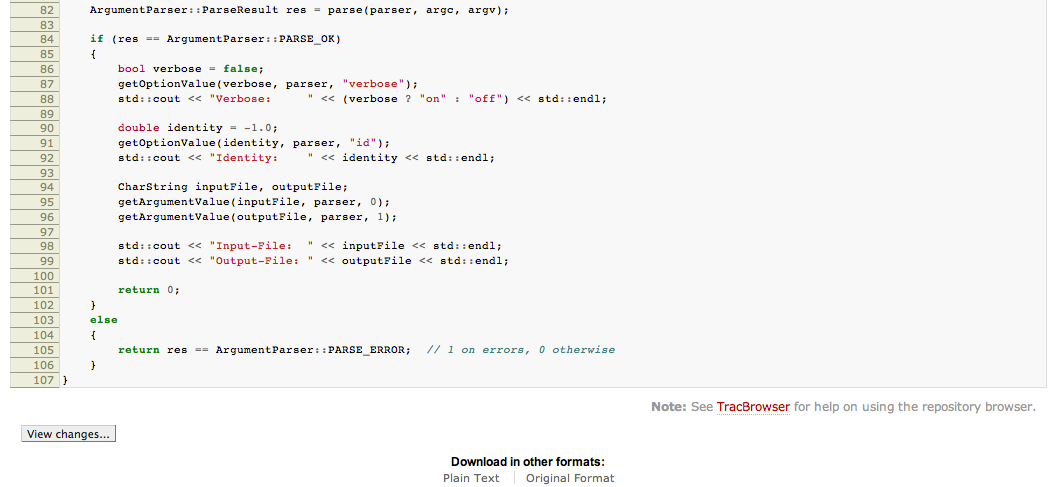 82 ArgumentParser::ParseResult res = parse(parser, argc, argv);
83
84 if (res == ArgumentParser::PARSE_OK)
85 {
86 bool verbose = false;
87 getOptionValue(verbose, parser, "verbose");
88 std::cout << "Verbose:     " << (verbose ? "on" : "off") << std::endl;
89
90 double identity = -1.0;
91 getOptionValue(identity, parser, "id");
92 std::cout << "Identity:    " << identity << std::endl;
93
94 CharString inputFile, outputFile;
95 getArgumentValue(inputFile, parser, 0);
96 getArgumentValue(outputFile, parser, 1);
97
98 std::cout << "Input-File:  " << inputFile << std::endl;
99 std::cout << "Output-File: " << outputFile << std::endl;
100
101 return 0;
102 }
103 else
104 {
105 return res == ArgumentParser::PARSE_ERROR;  // 1 on errors, 0 otherwise
106 }
107 }
Note: See TracBrowser for help on using the repository browser.
View changes...
Download in other formats:
Plain Text Original Format